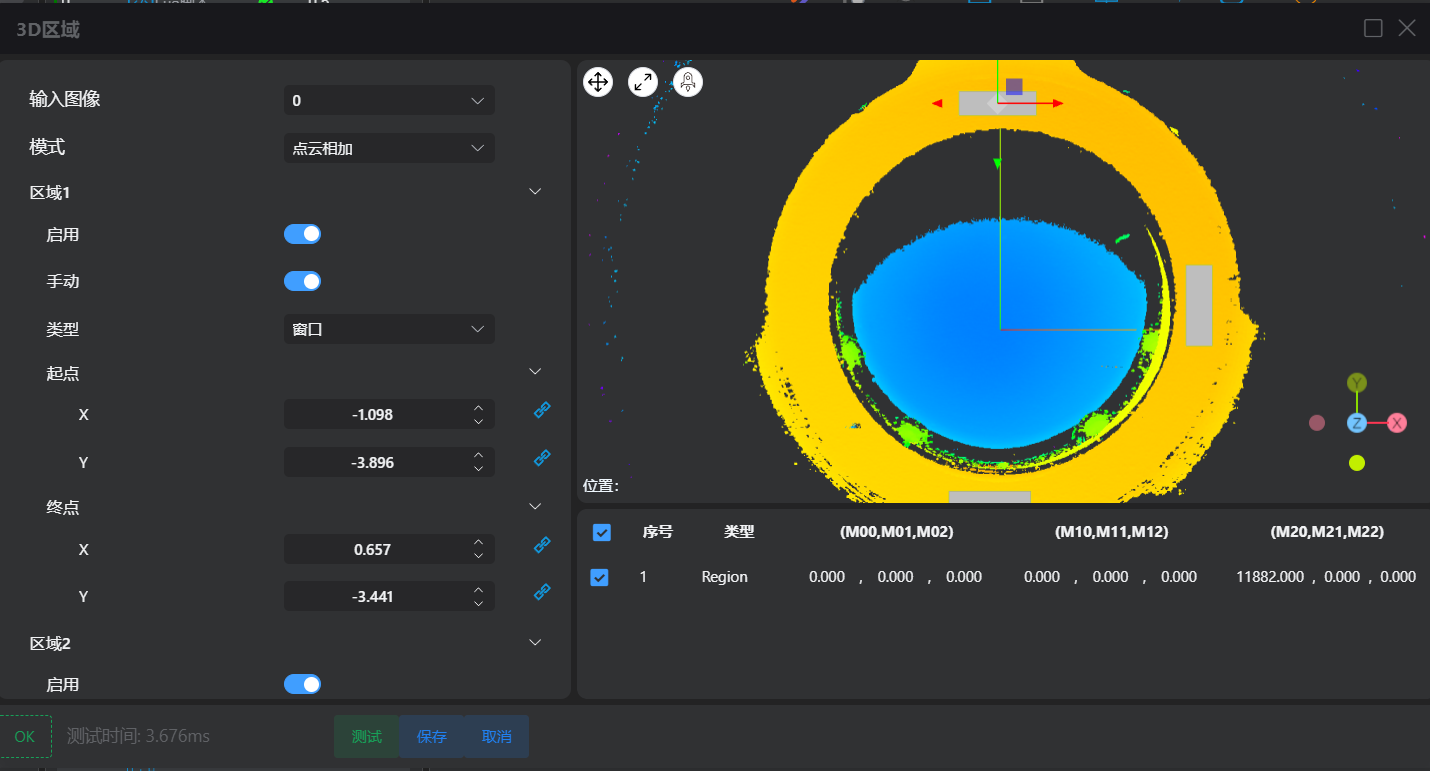 3D区域
输入图像 0
模式 点云相加
区域1
启用
手动
类型 窗口
起点
X -1.098
Y -3.896
终点
X 0.657
Y -3.441
区域2
启用
Y
Z X
位置:
序号 类型 (M00,M01,M02) (M10,M11,M12) (M20,M21,M22)
1 Region 0.000 , 0.000 , 0.000 0.000 , 0.000 , 0.000 11882.000 , 0.000 , 0.000
OK 测试时间: 3.676ms 测试 保存 取消